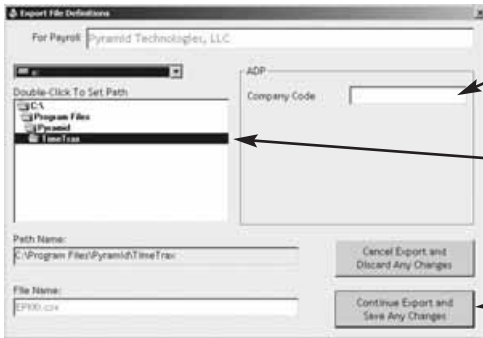 Export File Definitions
For Payroll: Pyramid Technologies, LLC
c:
Double-Click To Set Path
C:\
Program Files
Pyramid
TimeTrax
ADP
Company Code
Path Name:
C:\Program Files\Pyramid\TimeTrax
File Name:
Cancel Export and
Discard Any Changes
Continue Export and
Save Any Changes